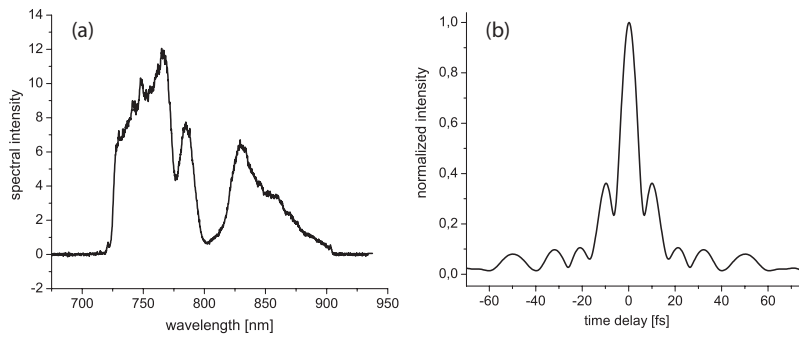 (a)
spectral intensity
14
12
10
8
6
4
2
0
-2
700 750 800 850 900 950
wavelength [nm]
(b)
normalized intensity
1,0
0,8
0,6
0,4
0,2
0,0
-60 -40 -20 0 20 40 60
time delay [fs]